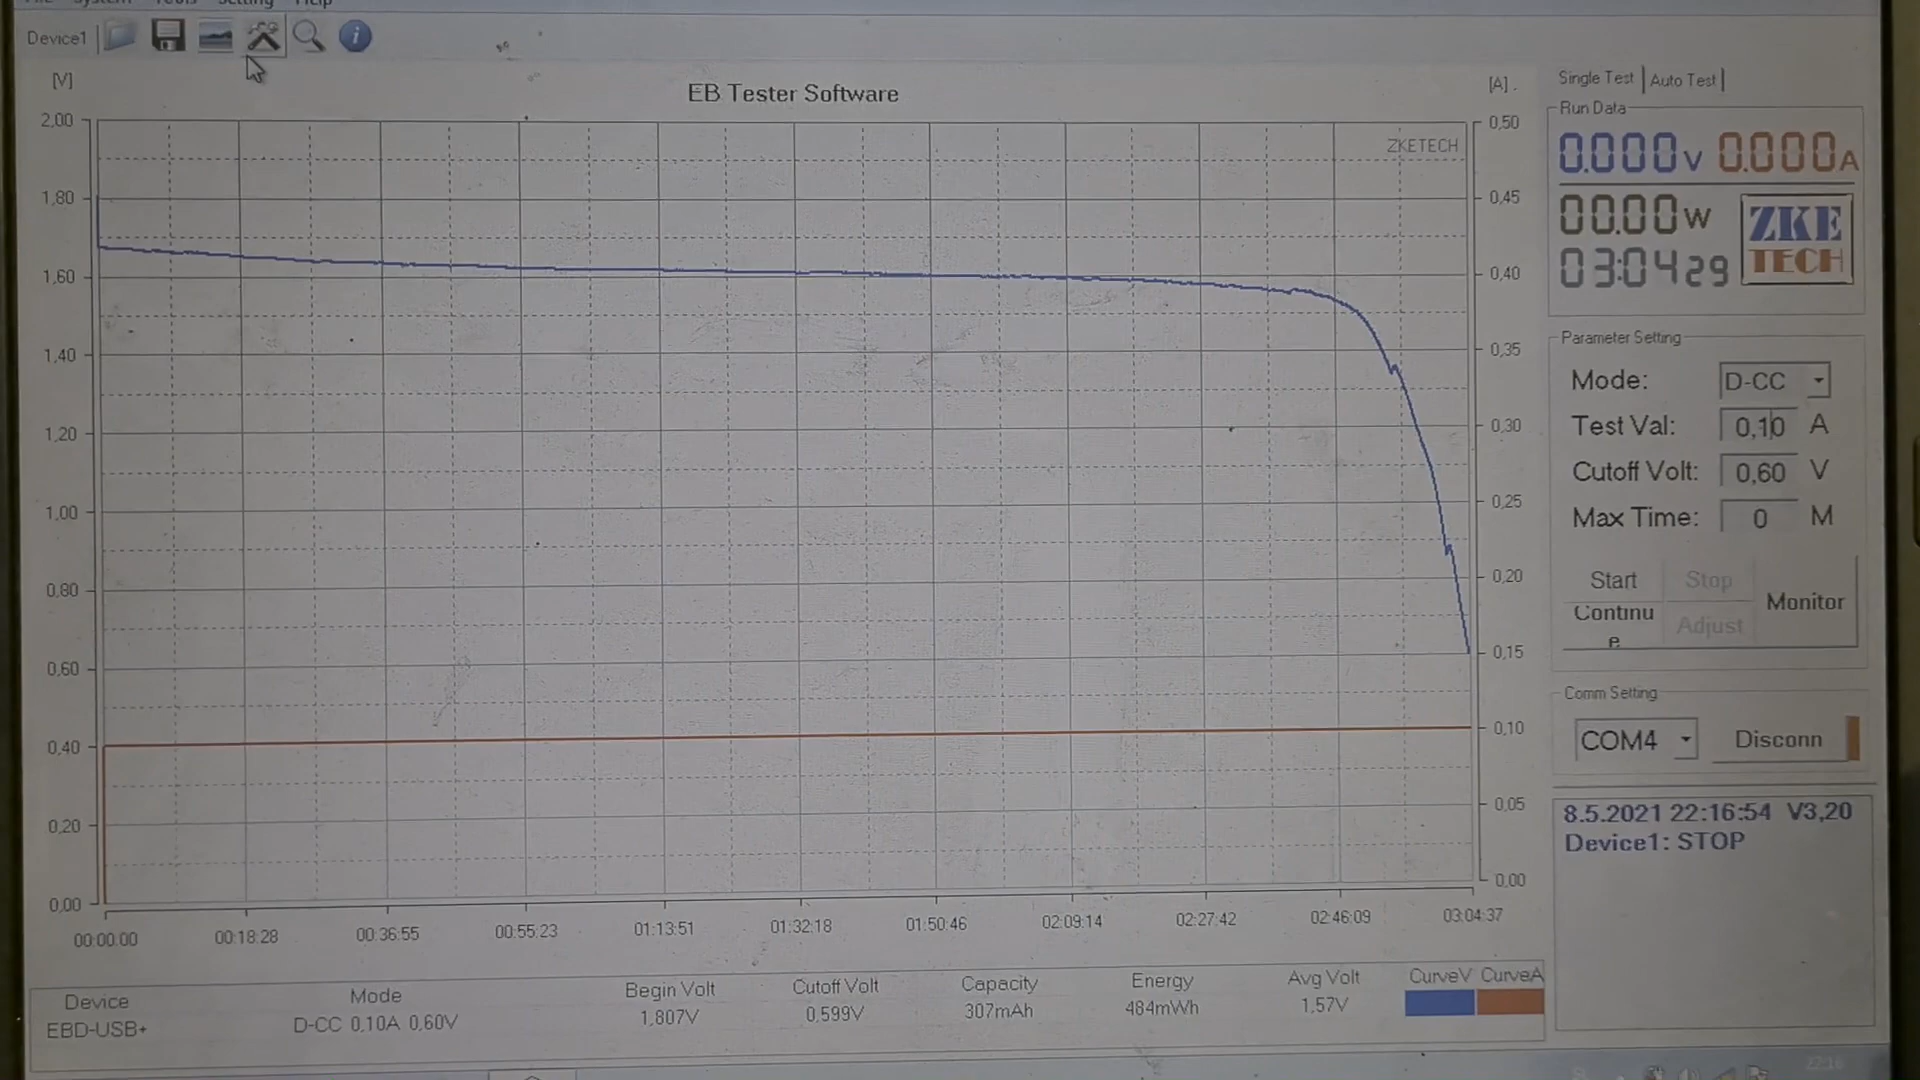 File System Tools Setting Help
Device1
[V]
EB Tester Software
[A] .
ZKETECH
2,00
1,80
1,60
1,40
1,20
1,00
0,80
0,60
0,40
0,20
0,00
0,50
0,45
0,40
0,35
0,30
0,25
0,20
0,15
0,10
0,05
0,00
00:00:00 00:18:28 00:36:55 00:55:23 01:13:51 01:32:18 01:50:46 02:09:14 02:27:42 02:46:09 03:04:37
Device Mode Begin Volt Cutoff Volt Capacity Energy Avg Volt CurveV CurveA
EBD-USB+ D-CC 0,10A 0,60V 1,807V 0,599V 307mAh 484mWh 1,57V
Single Test Auto Test
Run Data
0.000V 0.000A
00.00W
03:0429
ZKE
TECH
Parameter Setting
Mode: D-CC
Test Val: 0,10 A
Cutoff Volt: 0,60 V
Max Time: 0 M
Start Stop
Monitor
Continu
e
Adjust
Comm Setting
COM4 Disconn
8.5.2021 22:16:54 V3,20
Device1: STOP
22:16